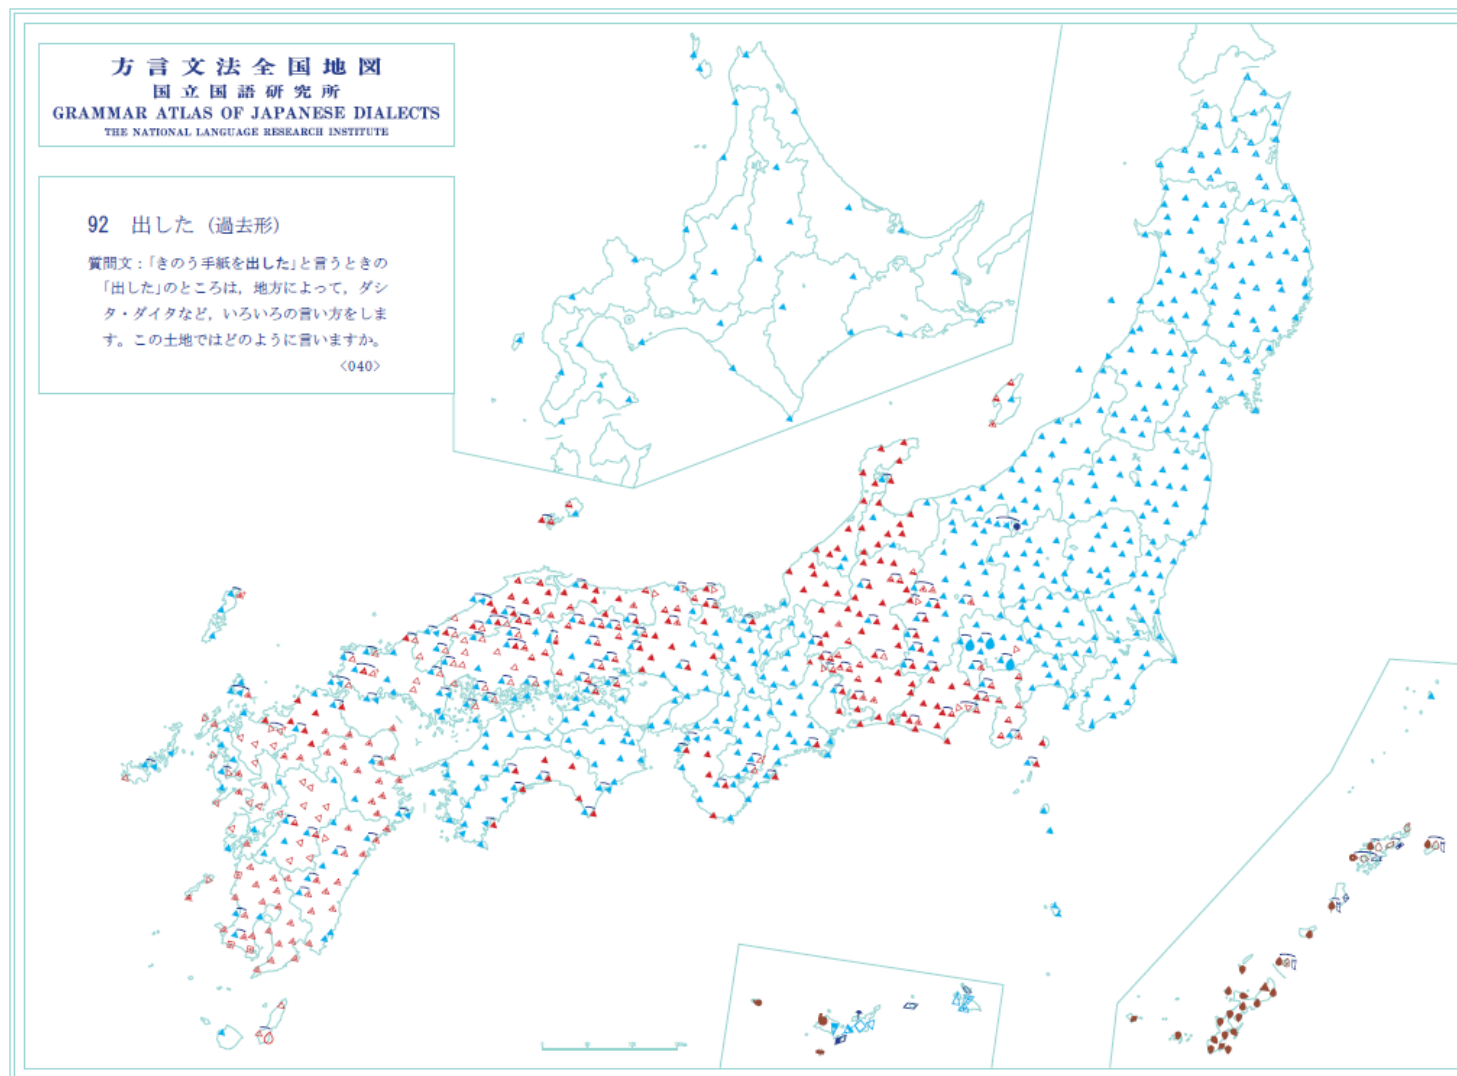 方言文法全国地図
国立国語研究所
GRAMMAR ATLAS OF JAPANESE DIALECTS
THE NATIONAL LANGUAGE RESEARCH INSTITUTE
92 出した（過去形）
質問文：「きのう手紙を出した」と言うときの
「出した」のところは，地方によって，ダシ
タ・ダイタなど，いろいろの言い方をしま
す。この土地ではどのように言いますか。
〈040〉